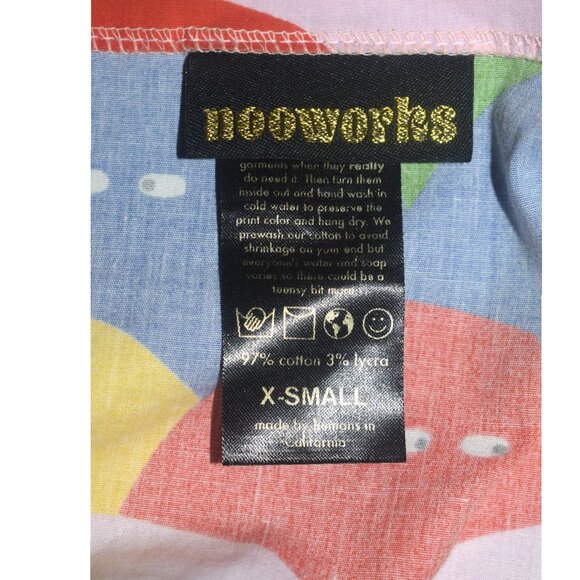 nooworks
garments when they really
do need it. Then turn them
inside out and hand wash in
cold water to preserve the
print color and hang dry. We
prewash our cotton to avoid
shrinkage on your end but
everyone's water and soap
varies so there could be a
teensy bit more.
97% cotton 3% lycra
X-SMALL
made by humans in
California